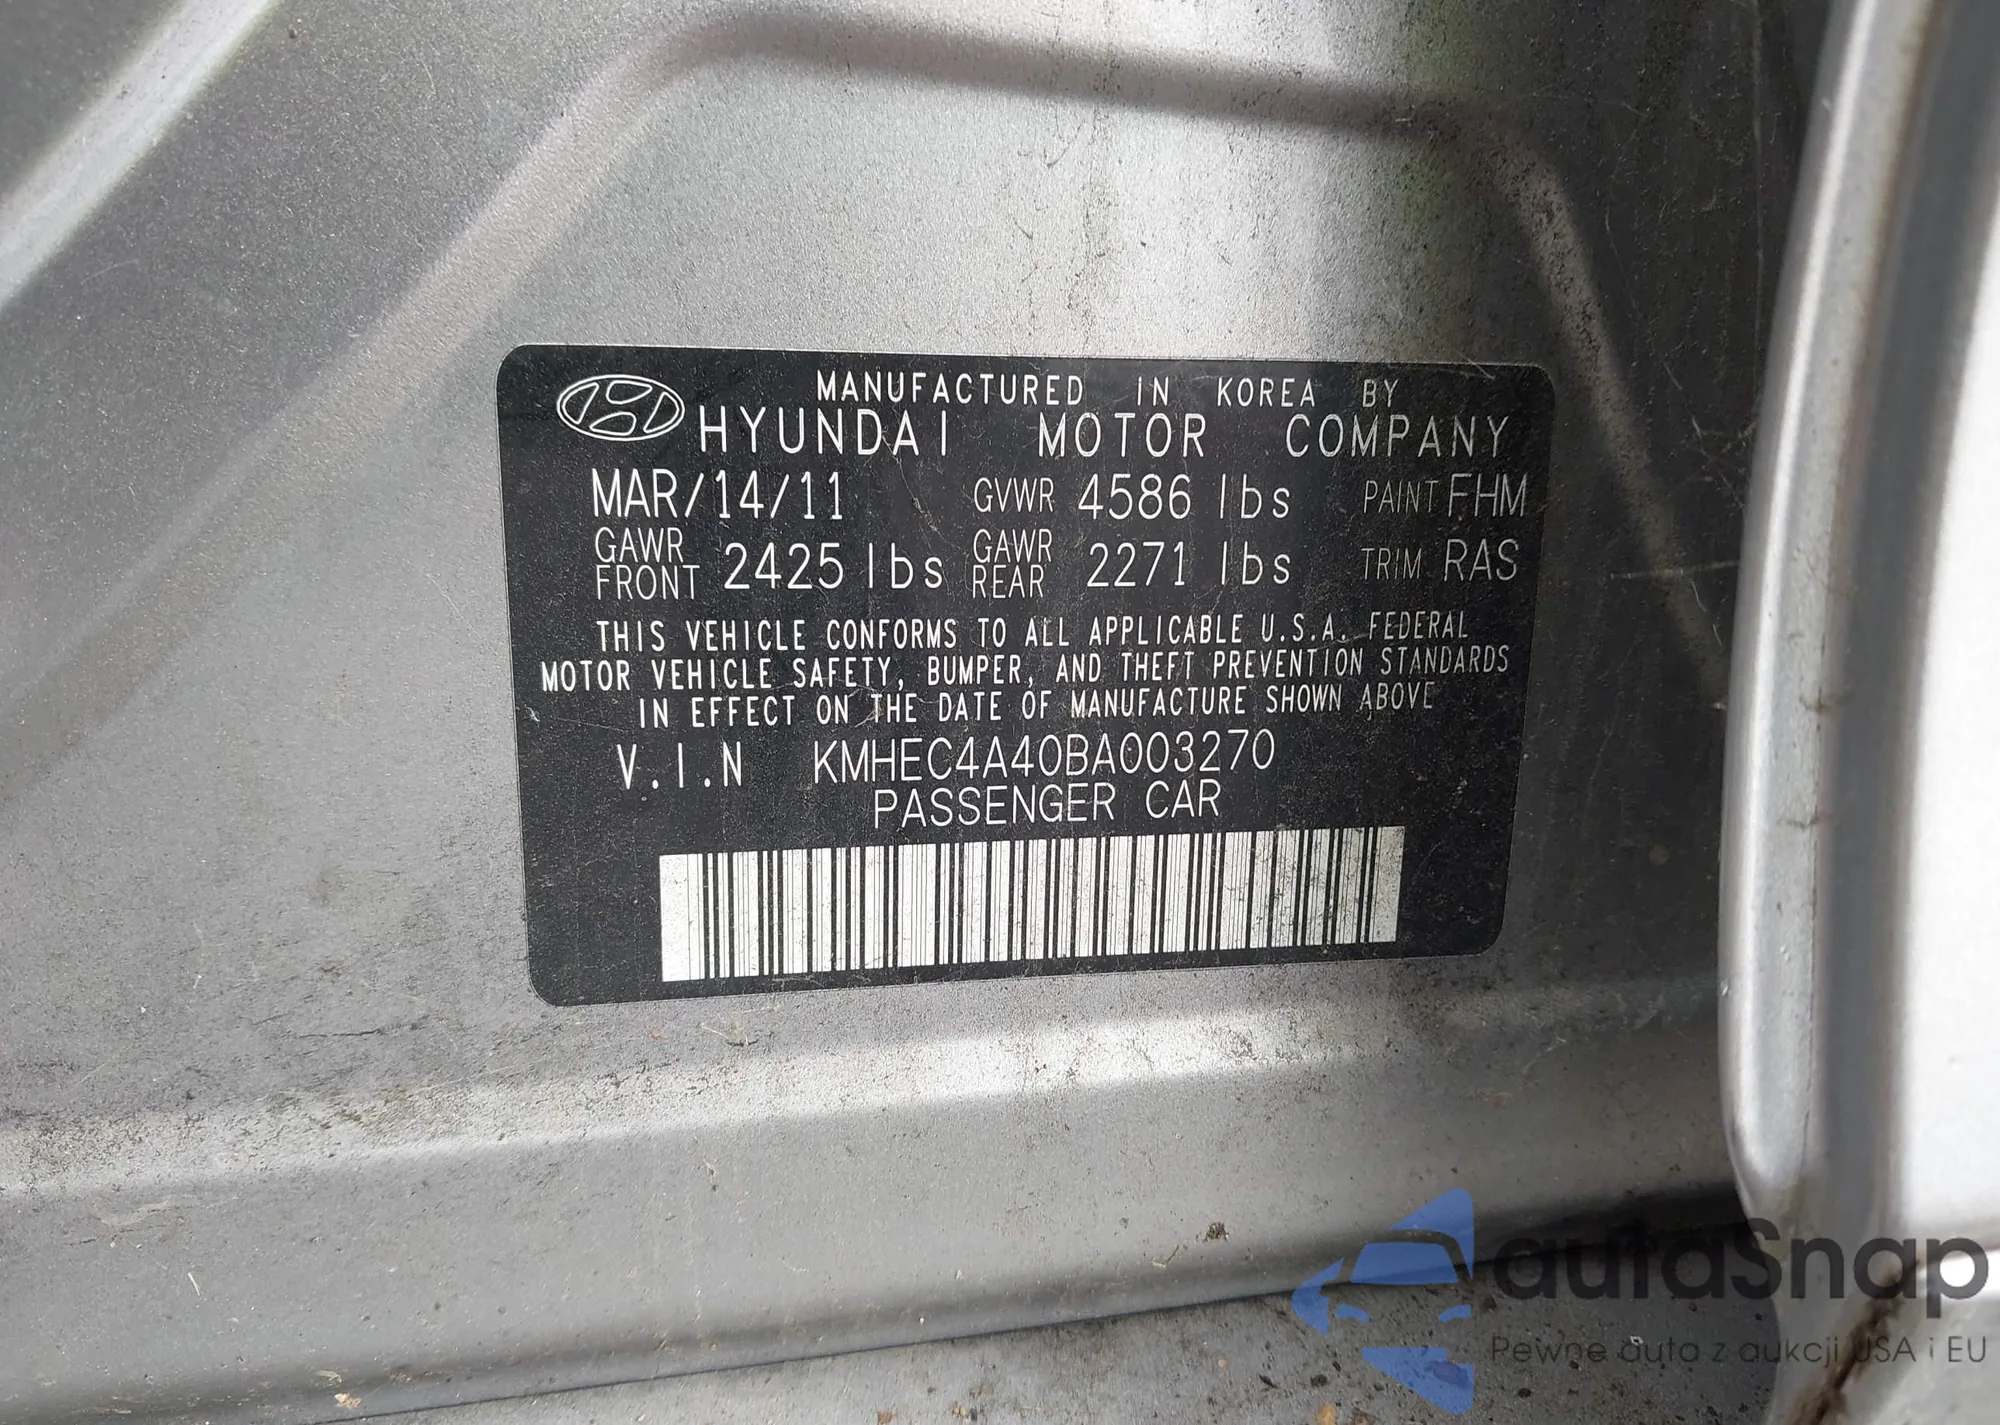 MANUFACTURED IN KOREA BY
HYUNDAI MOTOR COMPANY
MAR/14/11 GVWR 4586 lbs PAINT FHM
GAWR FRONT 2425 lbs GAWR REAR 2271 lbs TRIM RAS
THIS VEHICLE CONFORMS TO ALL APPLICABLE U.S.A. FEDERAL
MOTOR VEHICLE SAFETY, BUMPER, AND THEFT PREVENTION STANDARDS
IN EFFECT ON THE DATE OF MANUFACTURE SHOWN ABOVE
V.I.N KMHEC4A40BA003270
PASSENGER CAR
autaSnap
Pewne auta z aukcji USA i EU